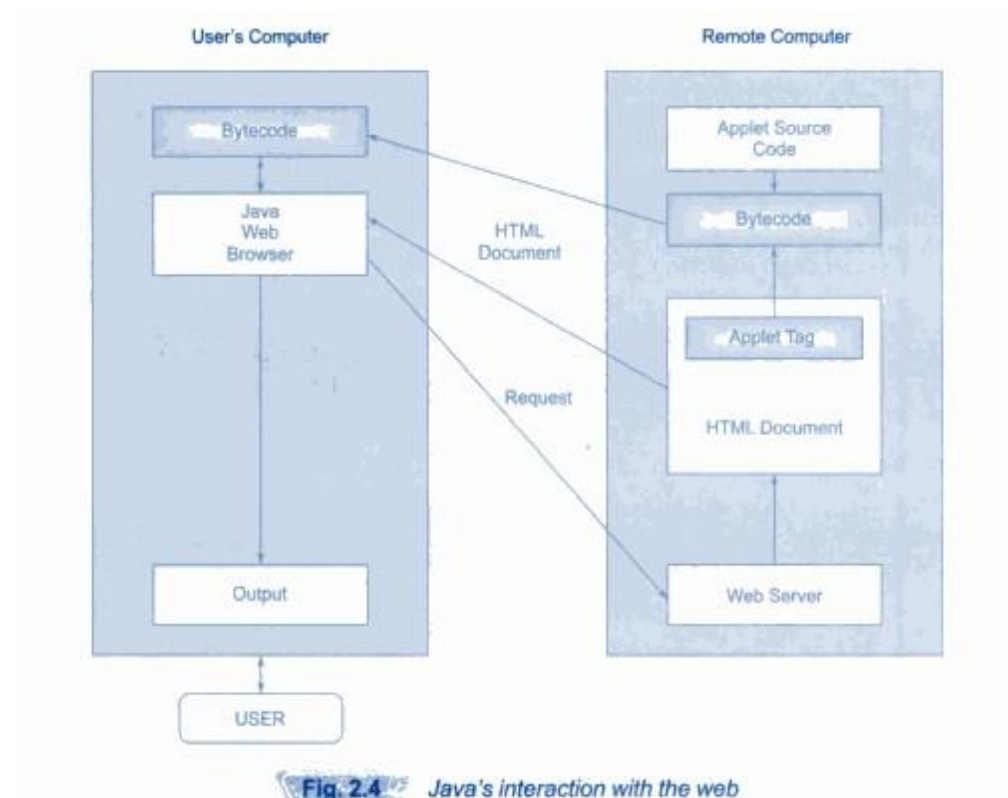 User's Computer
Remote Computer
Bytecode
Java
Web
Browser
Output
USER
HTML
Document
Request
Applet Source
Code
Bytecode
Applet Tag
HTML Document
Web Server
Fig. 2.4 Java's interaction with the web